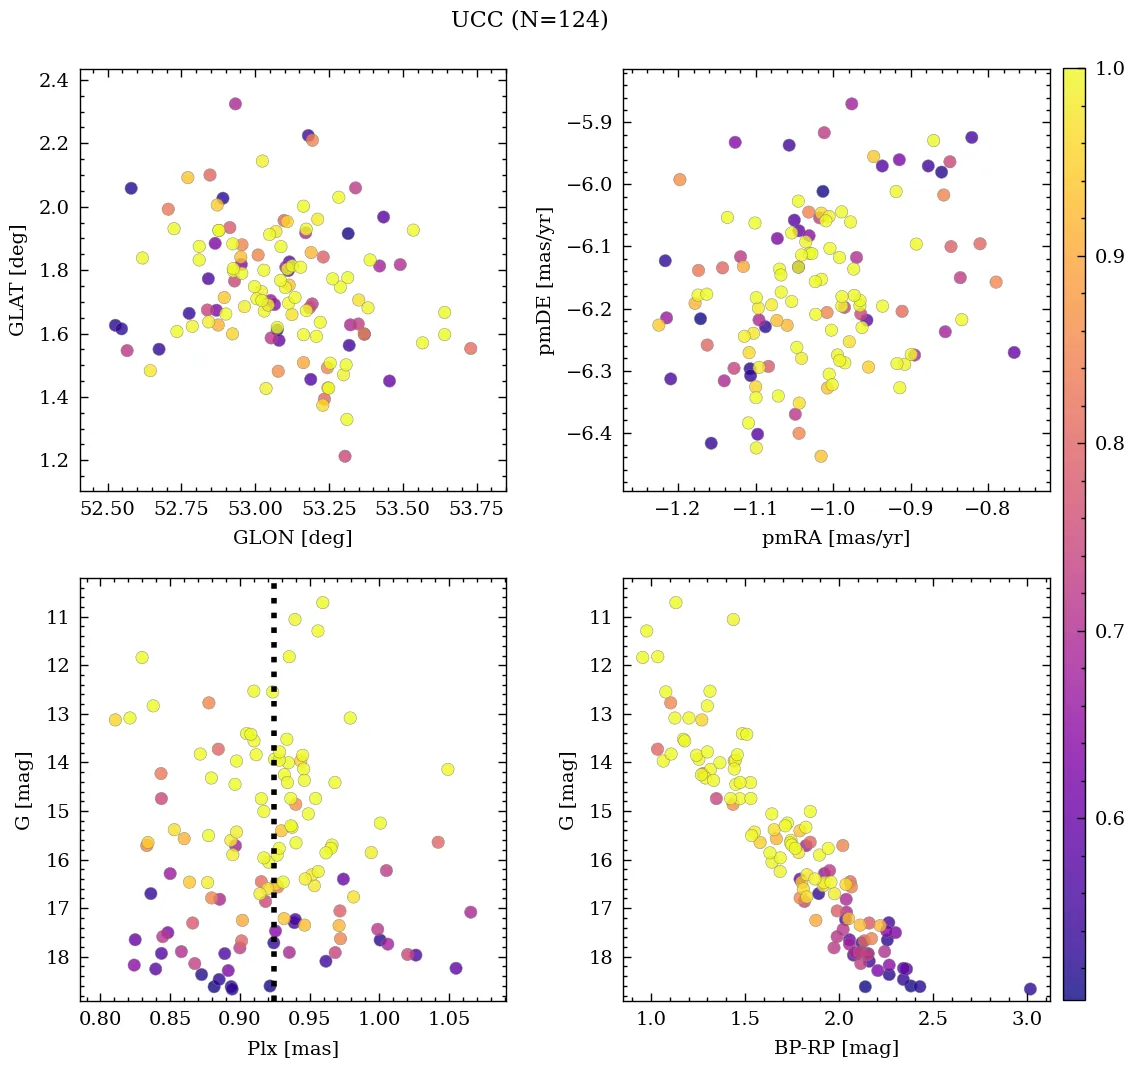 UCC (N=124)
2.4
2.2
2.0
1.8
1.6
1.4
1.2
GLAT [deg]
52.50 52.75 53.00 53.25 53.50 53.75
GLON [deg]
−5.9
−6.0
−6.1
−6.2
−6.3
−6.4
pmDE [mas/yr]
−1.2 −1.1 −1.0 −0.9 −0.8
pmRA [mas/yr]
11
12
13
14
15
16
17
18
G [mag]
0.80 0.85 0.90 0.95 1.00 1.05
Plx [mas]
11
12
13
14
15
16
17
18
G [mag]
1.0 1.5 2.0 2.5 3.0
BP-RP [mag]
1.0
0.9
0.8
0.7
0.6